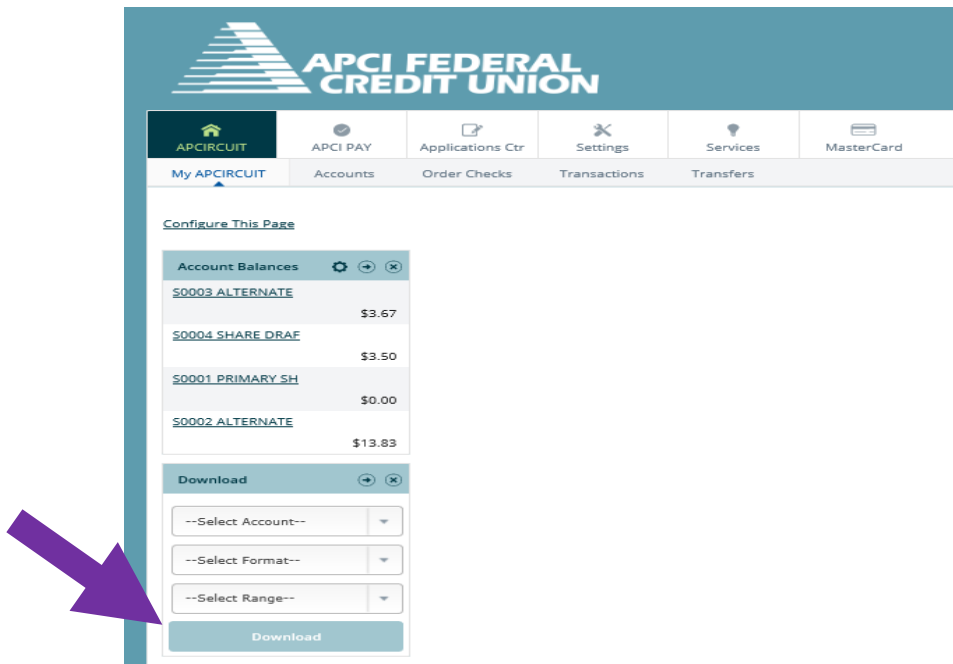 APCI FEDERAL
CREDIT UNION
APCIRCUIT APCI PAY Applications Ctr Settings Services MasterCard
My APCIRCUIT Accounts Order Checks Transactions Transfers
Configure This Page
Account Balances
S0003 ALTERNATE
$3.67
S0004 SHARE DRAF
$3.50
S0001 PRIMARY SH
$0.00
S0002 ALTERNATE
$13.83
Download
--Select Account--
--Select Format--
--Select Range--
Download